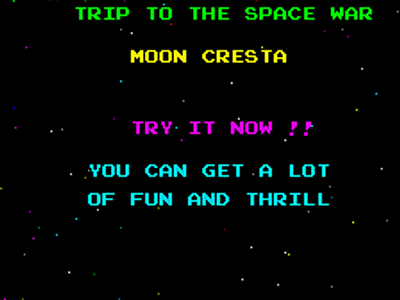 TRIP TO THE SPACE WAR
MOON CRESTA
TRY IT NOW !!
YOU CAN GET A LOT
OF FUN AND THRILL